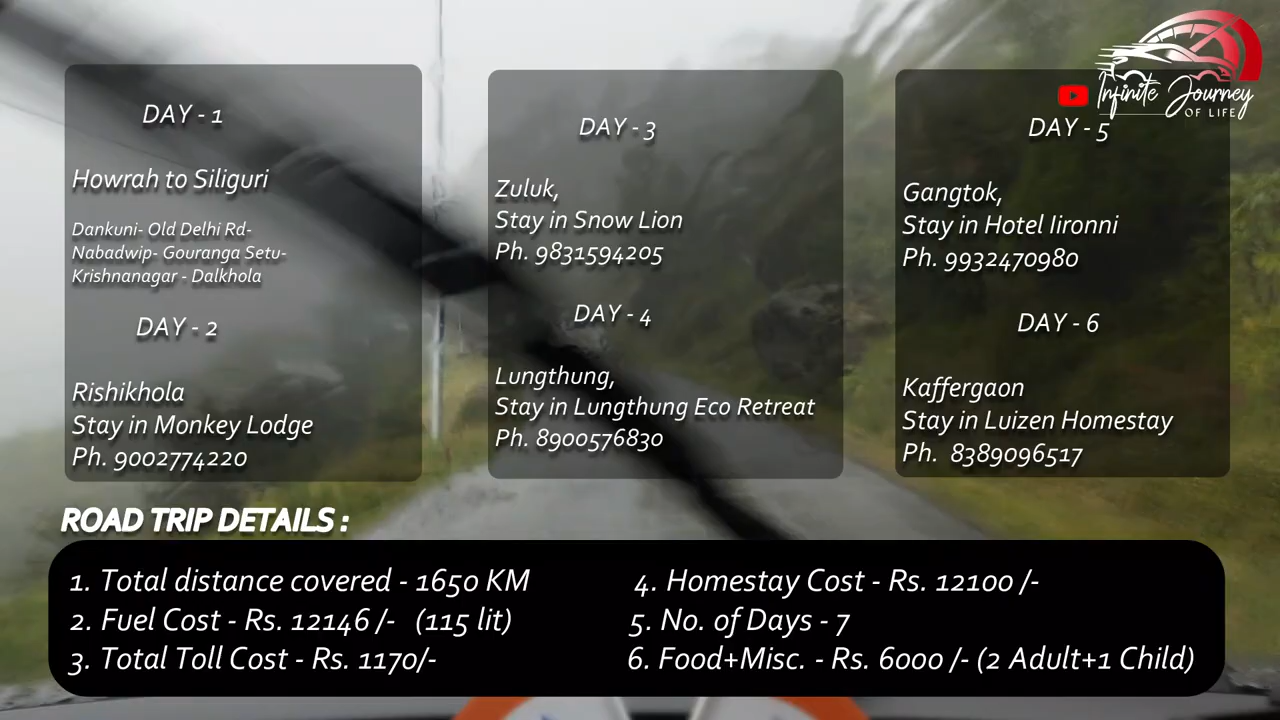 Infinite Journey
OF LIFE
DAY - 1
Howrah to Siliguri
Dankuni- Old Delhi Rd-
Nabadwip- Gouranga Setu-
Krishnanagar - Dalkhola
DAY - 2
Rishikhola
Stay in Monkey Lodge
Ph. 9002774220
DAY - 3
Zuluk,
Stay in Snow Lion
Ph. 9831594205
DAY - 4
Lungthung,
Stay in Lungthung Eco Retreat
Ph. 8900576830
DAY - 5
Gangtok,
Stay in Hotel Iironni
Ph. 9932470980
DAY - 6
Kaffergaon
Stay in Luizen Homestay
Ph. 8389096517
ROAD TRIP DETAILS :
1. Total distance covered - 1650 KM
2. Fuel Cost - Rs. 12146 /- (115 lit)
3. Total Toll Cost - Rs. 1170/-
4. Homestay Cost - Rs. 12100 /-
5. No. of Days - 7
6. Food+Misc. - Rs. 6000 /- (2 Adult+1 Child)